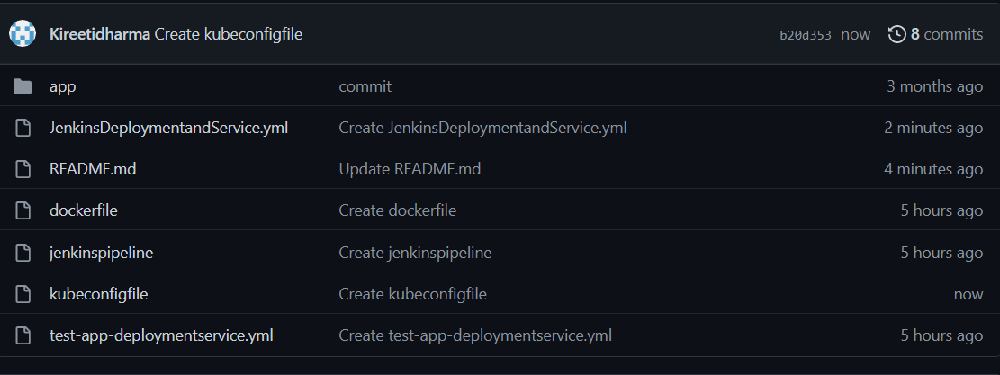 Kireetidharma Create kubeconfigfile b20d353 now 8 commits
app commit 3 months ago
JenkinsDeploymentandService.yml Create JenkinsDeploymentandService.yml 2 minutes ago
README.md Update README.md 4 minutes ago
dockerfile Create dockerfile 5 hours ago
jenkinspipeline Create jenkinspipeline 5 hours ago
kubeconfigfile Create kubeconfigfile now
test-app-deploymentservice.yml Create test-app-deploymentservice.yml 5 hours ago